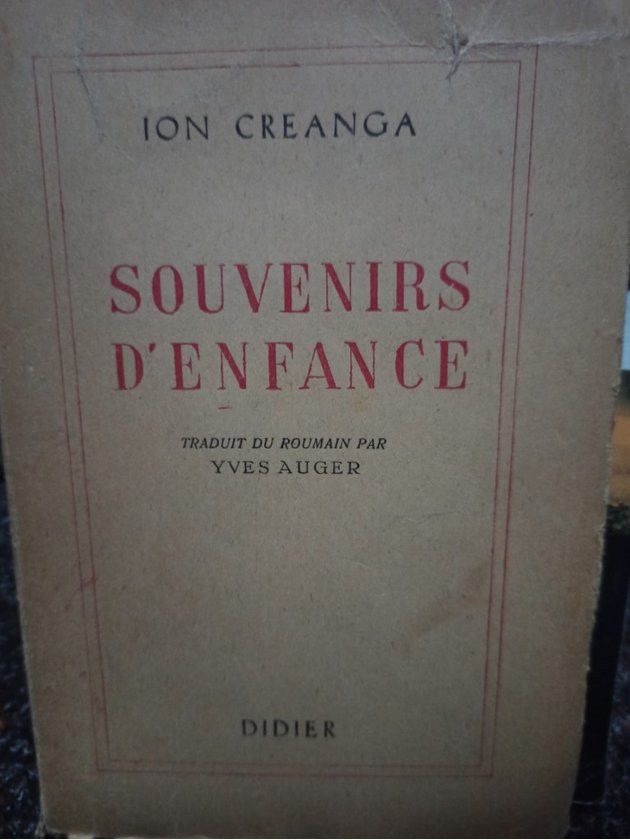 ION CREANGA
SOUVENIRS
D'ENFANCE
TRADUIT DU ROUMAIN PAR
YVES AUGER
DIDIER